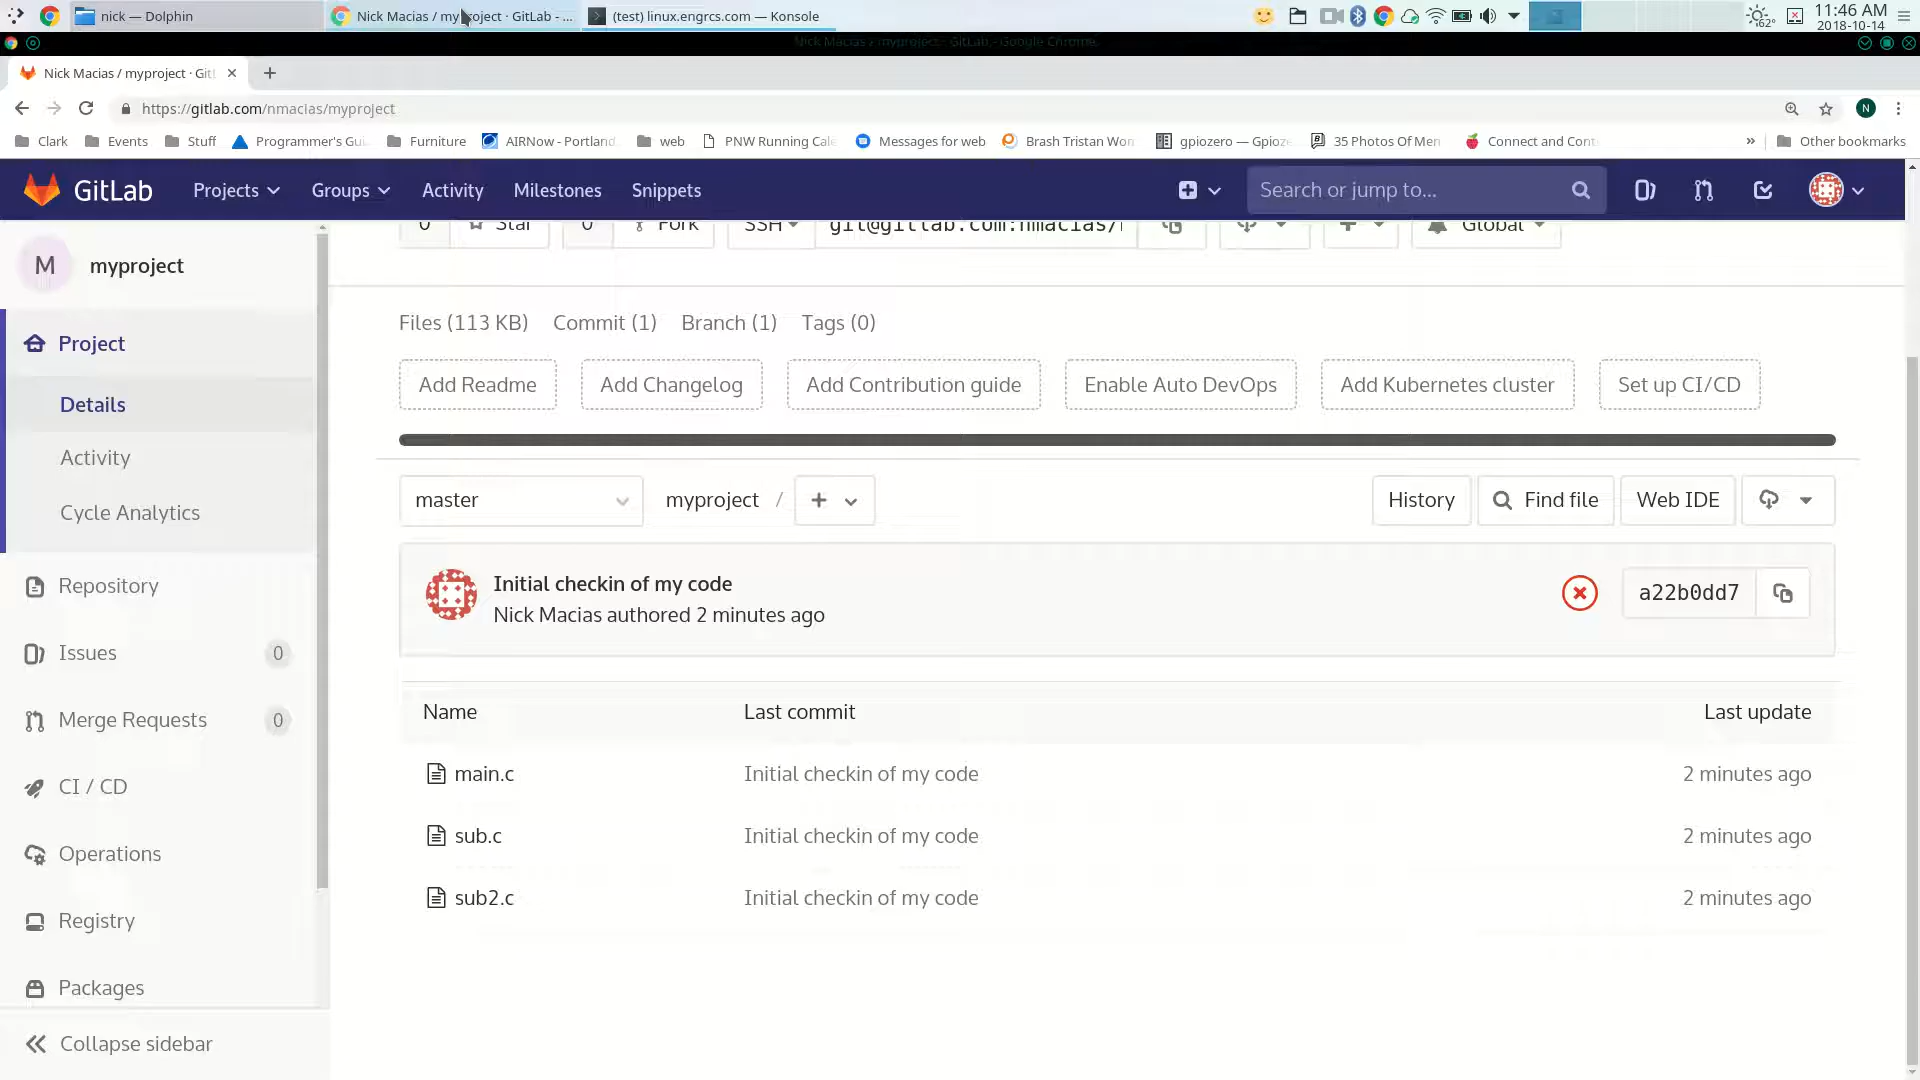 nick — Dolphin
Nick Macias / myproject · GitLab - ...
(test) linux.engrcs.com — Konsole
62°
11:46 AM
2018-10-14
Nick Macias / myproject · GitLab - Google Chrome
Nick Macias / myproject · Git
https://gitlab.com/nmacias/myproject
N
Clark
Events
Stuff
Programmer's Gu
Furniture
AIRNow - Portland
web
PNW Running Cale
Messages for web
Brash Tristan Wor
gpiozero — Gpioze
35 Photos Of Men
Connect and Cont
»
Other bookmarks
GitLab
Projects
Groups
Activity
Milestones
Snippets
Search or jump to...
M
myproject
Project
Details
Activity
Cycle Analytics
Repository
Issues
0
Merge Requests
0
CI / CD
Operations
Registry
Packages
Collapse sidebar
0
Star
0
Fork
SSH
git@gitlab.com:nmacias/
Global
Files (113 KB)
Commit (1)
Branch (1)
Tags (0)
Add Readme
Add Changelog
Add Contribution guide
Enable Auto DevOps
Add Kubernetes cluster
Set up CI/CD
master
myproject /
+
History
Find file
Web IDE
Initial checkin of my code
Nick Macias authored 2 minutes ago
a22b0dd7
Name
Last commit
Last update
main.c
Initial checkin of my code
2 minutes ago
sub.c
Initial checkin of my code
2 minutes ago
sub2.c
Initial checkin of my code
2 minutes ago